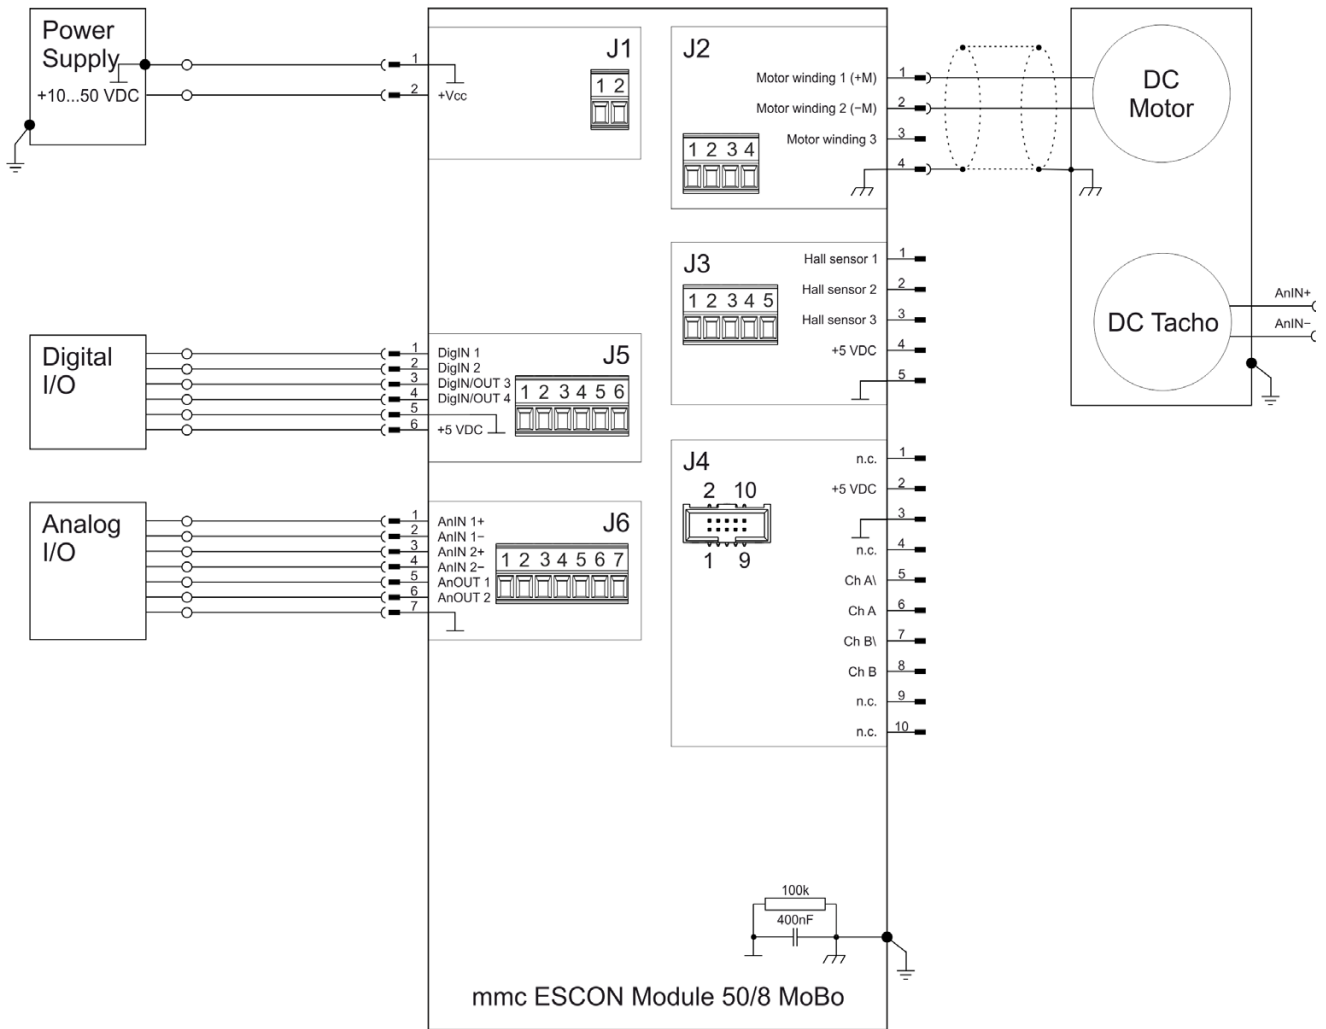 Power
Supply
+10...50 VDC
1
2
+Vcc
J1
1 2
J2
Motor winding 1 (+M)
Motor winding 2 (−M)
Motor winding 3
1 2 3 4
1
2
3
4
DC
Motor
J3
Hall sensor 1
Hall sensor 2
Hall sensor 3
+5 VDC
1 2 3 4 5
1
2
3
4
5
DC Tacho
AnIN+
AnIN−
Digital
I/O
1
2
3
4
5
6
DigIN 1
DigIN 2
DigIN/OUT 3
DigIN/OUT 4
+5 VDC
J5
1 2 3 4 5 6
Analog
I/O
1
2
3
4
5
6
7
AnIN 1+
AnIN 1−
AnIN 2+
AnIN 2−
AnOUT 1
AnOUT 2
J6
1 2 3 4 5 6 7
J4
2 10
1 9
n.c.
+5 VDC
n.c.
Ch A\
Ch A
Ch B\
Ch B
n.c.
n.c.
1
2
3
4
5
6
7
8
9
10
100k
400nF
mmc ESCON Module 50/8 MoBo